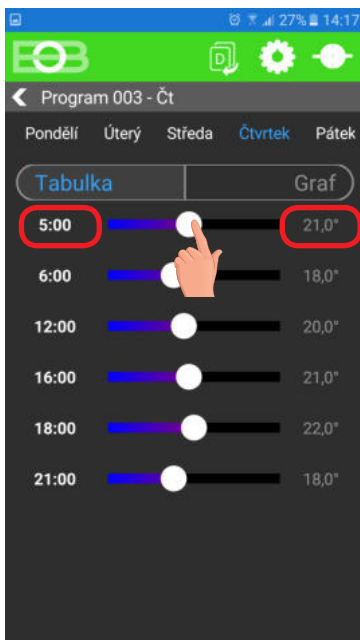 27% 14:17
EOB
D
Program 003 - Čt
Pondělí Úterý Středa Čtvrtek Pátek
Tabulka Graf
5:00 21,0°
6:00 18,0°
12:00 20,0°
16:00 21,0°
18:00 22,0°
21:00 18,0°